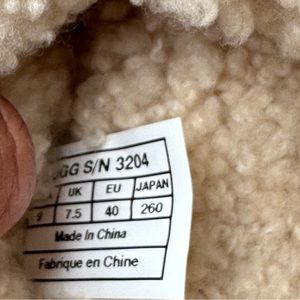 UGG S/N 3204
UK EU JAPAN
9 7.5 40 260
Made In China
Fabrique en Chine